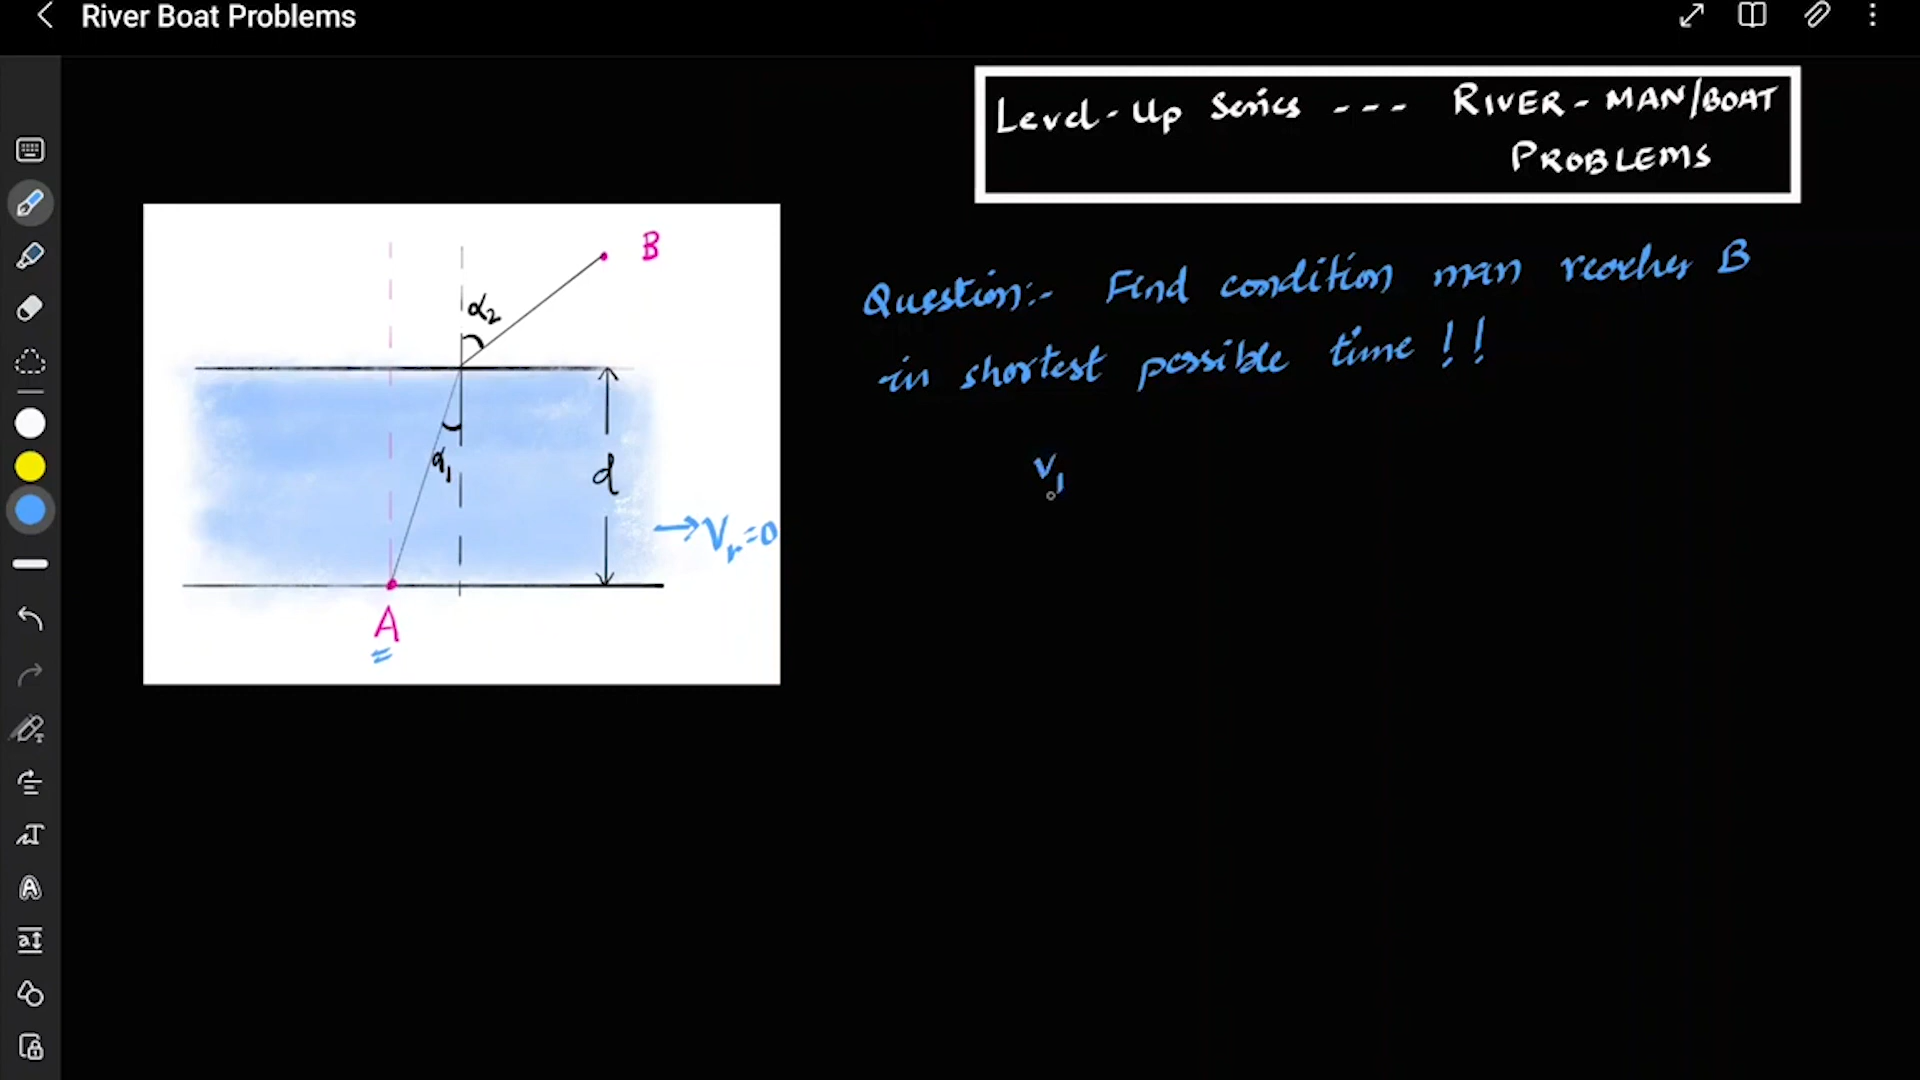 River Boat Problems
Level-Up Series --- RIVER-MAN/BOAT
PROBLEMS
Question:- Find condition man reaches B
in shortest possible time !!
V₁
B
α₂
α₁
d
→Vᵣ=0
A